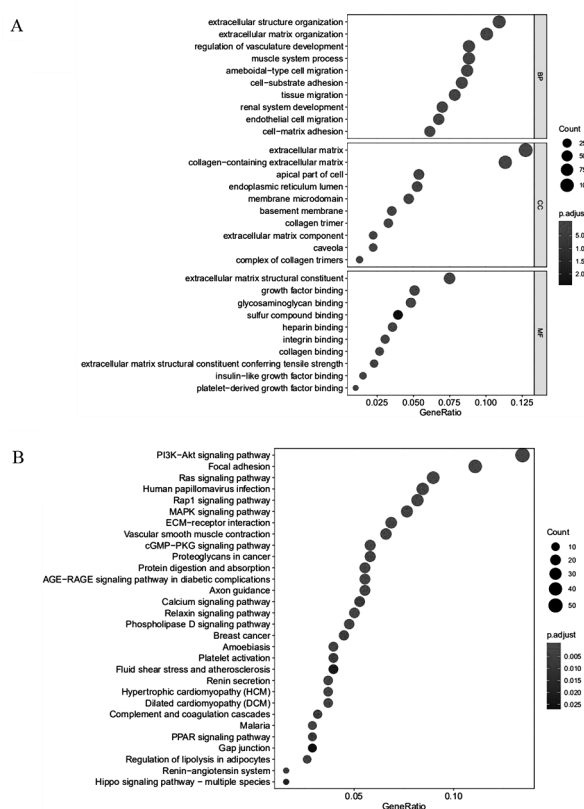 A
extracellular structure organization
extracellular matrix organization
regulation of vasculature development
muscle system process
ameboidal−type cell migration
cell−substrate adhesion
tissue migration
renal system development
endothelial cell migration
cell−matrix adhesion
BP
extracellular matrix
collagen−containing extracellular matrix
apical part of cell
endoplasmic reticulum lumen
membrane microdomain
basement membrane
collagen trimer
extracellular matrix component
caveola
complex of collagen trimers
CC
extracellular matrix structural constituent
growth factor binding
glycosaminoglycan binding
sulfur compound binding
heparin binding
integrin binding
collagen binding
extracellular matrix structural constituent conferring tensile strength
insulin−like growth factor binding
platelet−derived growth factor binding
MF
0.025 0.050 0.075 0.100 0.125
GeneRatio
Count
p.adjust
5.0
1.5
2.0
B
PI3K−Akt signaling pathway
Focal adhesion
Ras signaling pathway
Human papillomavirus infection
Rap1 signaling pathway
MAPK signaling pathway
ECM−receptor interaction
Vascular smooth muscle contraction
cGMP−PKG signaling pathway
Proteoglycans in cancer
Protein digestion and absorption
AGE−RAGE signaling pathway in diabetic complications
Axon guidance
Calcium signaling pathway
Relaxin signaling pathway
Phospholipase D signaling pathway
Breast cancer
Amoebiasis
Platelet activation
Fluid shear stress and atherosclerosis
Renin secretion
Hypertrophic cardiomyopathy (HCM)
Dilated cardiomyopathy (DCM)
Complement and coagulation cascades
Malaria
PPAR signaling pathway
Gap junction
Regulation of lipolysis in adipocytes
Renin−angiotensin system
Hippo signaling pathway − multiple species
0.05 0.10
GeneRatio
Count
10
20
30
40
50
p.adjust
0.005
0.010
0.015
0.020
0.025